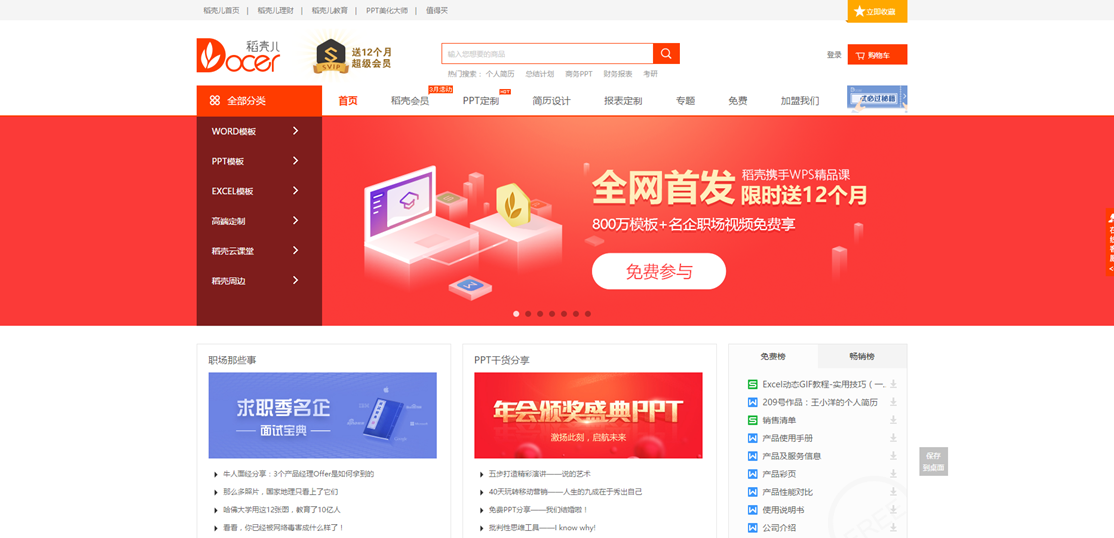 稻壳儿首页 | 稻壳儿理财 | 稻壳儿教育 | PPT美化大师 | 值得买
立即收藏
稻壳儿
Docer
SVIP
送12个月
超级会员
输入您想要的商品
热门搜索： 个人简历 总结计划 商务PPT 财务报表 考研
登录
购物车
全部分类
首页 稻壳会员 3月活动 PPT定制 HOT 简历设计 报表定制 专题 免费 加盟我们
试必过秘籍
WORD模板
PPT模板
EXCEL模板
高端定制
稻壳云课堂
稻壳周边
全网首发
稻壳携手WPS精品课
限时送12个月
800万模板+名企职场视频免费享
免费参与
职场那些事
求职季名企
面试宝典
牛人面经分享：3个产品经理Offer是如何拿到的
那么多照片，国家地理只看上了它们
哈佛大学用这12张图，教育了10亿人
看看，你已经被网络毒害成什么样了！
PPT干货分享
年会颁奖盛典PPT
激扬此刻，启航未来
五步打造精彩演讲——说的艺术
40天玩转移动营销——人生的九成在于秀出自己
免费PPT分享——我们结婚啦！
批判性思维工具——I know why!
免费榜 畅销榜
Excel动态GIF教程-实用技巧（一..
209号作品：王小洋的个人简历
销售清单
产品使用手册
产品及服务信息
产品彩页
产品性能对比
使用说明书
公司介绍
FREE
保存
到桌面